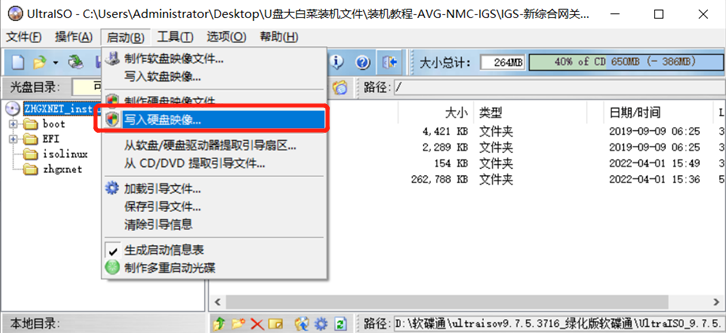 UltraISO - C:\Users\Administrator\Desktop\U盘大白菜装机文件\装机教程-AVG-NMC-IGS\IGS-新综合网关...
文件(F) 操作(A) 启动(B) 工具(T) 选项(O) 帮助(H)
大小总计: 264MB 40% of CD 650MB (- 386MB)
光盘目录: 可 路径: /
ZHGXNET_inst
boot
EFI
isolinux
zhgxnet
制作软盘映像文件...
写入软盘映像...
制作硬盘映像文件
写入硬盘映像...
从软盘/硬盘驱动器提取引导扇区...
从 CD/DVD 提取引导文件...
加载引导文件...
保存引导文件...
清除引导信息
生成启动信息表
制作多重启动光碟
大小 类型 日期/时间 L
4,421 KB 文件夹 2019-09-09 06:25
2,289 KB 文件夹 2019-09-09 06:25
154 KB 文件夹 2022-04-01 15:49
262,788 KB 文件夹 2022-04-01 15:36
本地目录: 路径: D:\软碟通\ultraisov9.7.5.3716_绿化版软碟通\UltraISO_9.7.5.